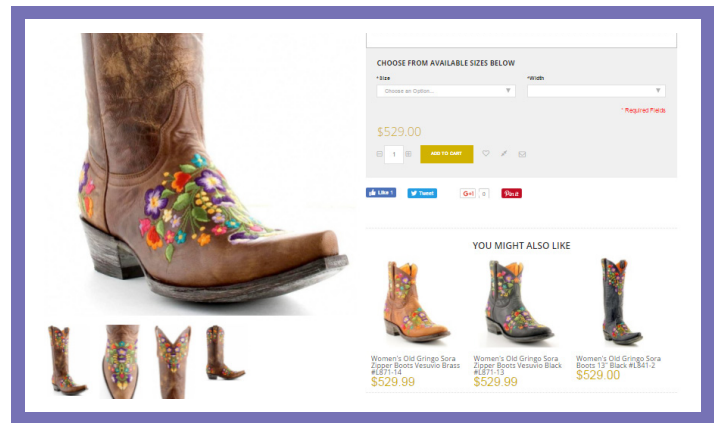 CHOOSE FROM AVAILABLE SIZES BELOW
*Size
*Width
Choose an Option...
* Required Fields
$529.00
1
ADD TO CART
Like 1
Tweet
G+1
0
Pin it
YOU MIGHT ALSO LIKE
Women's Old Gringo Sora
Zipper Boots Vesuvio Brass
#L871-14
$529.99
Women's Old Gringo Sora
Zipper Boots Vesuvio Black
#L871-13
$529.99
Women's Old Gringo Sora
Boots 13" Black #L841-2
$529.00